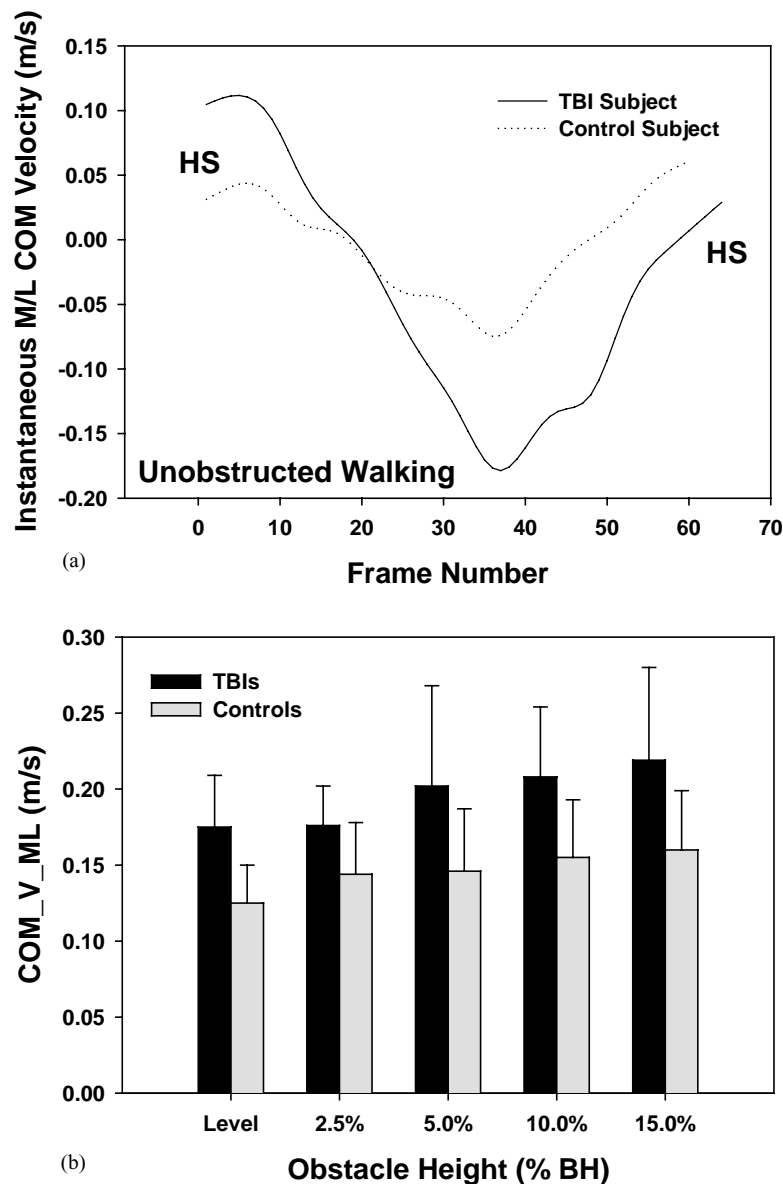 Instantaneous M/L COM Velocity (m/s)
0.15
0.10
0.05
0.00
-0.05
-0.10
-0.15
-0.20
TBI Subject
Control Subject
HS
HS
Unobstructed Walking
0 10 20 30 40 50 60 70
(a)
Frame Number
COM_V_ML (m/s)
0.30
0.25
0.20
0.15
0.10
0.05
0.00
TBIs
Controls
Level 2.5% 5.0% 10.0% 15.0%
(b)
Obstacle Height (% BH)